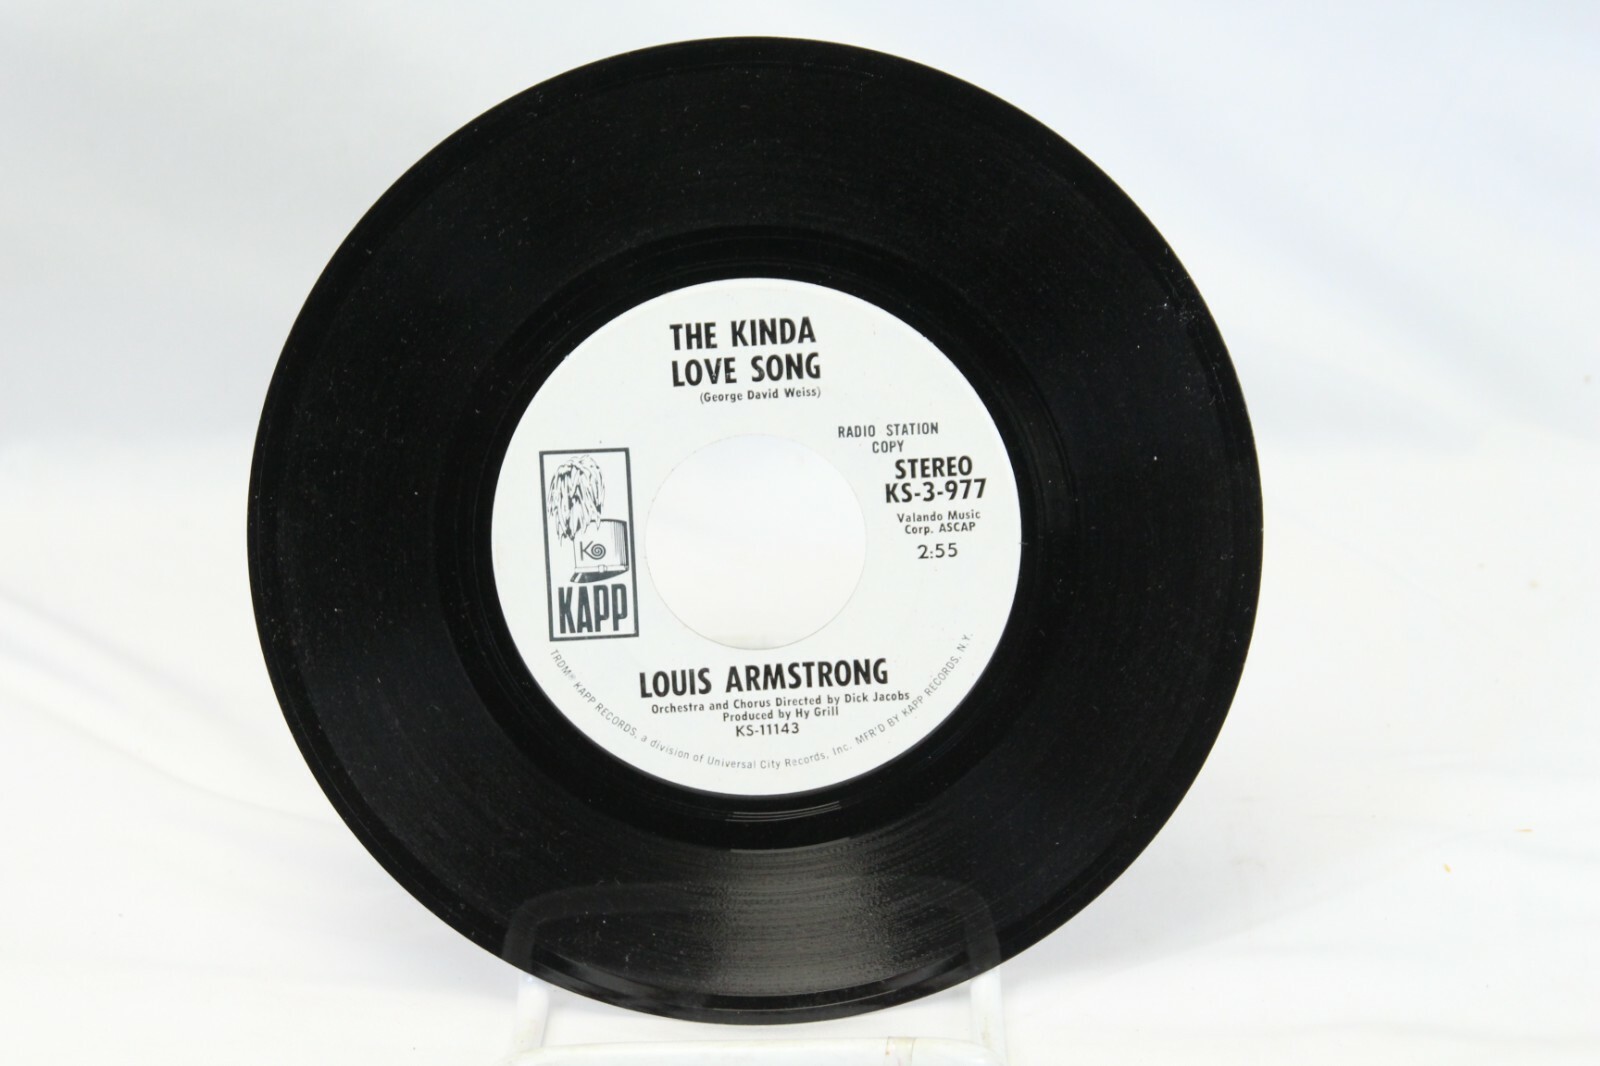 THE KINDA
LOVE SONG
(George David Weiss)
RADIO STATION
COPY
STEREO
KS-3-977
Valando Music
Corp. ASCAP
2:55
K
KAPP
LOUIS ARMSTRONG
Orchestra and Chorus Directed by Dick Jacobs
Produced by Hy Grill
KS-11143
TRDM® KAPP RECORDS, a division of Universal City Records, Inc. MFR'D BY KAPP RECORDS, N.Y.